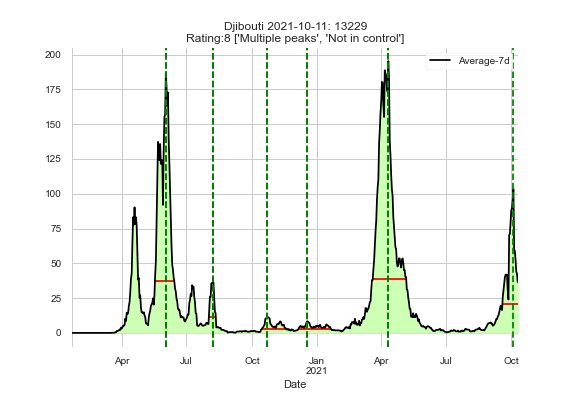 Djibouti 2021-10-11: 13229
Rating:8 ['Multiple peaks', 'Not in control']
Average-7d
200
175
150
125
100
75
50
25
0
Apr Jul Oct Jan Apr Jul Oct
2021
Date